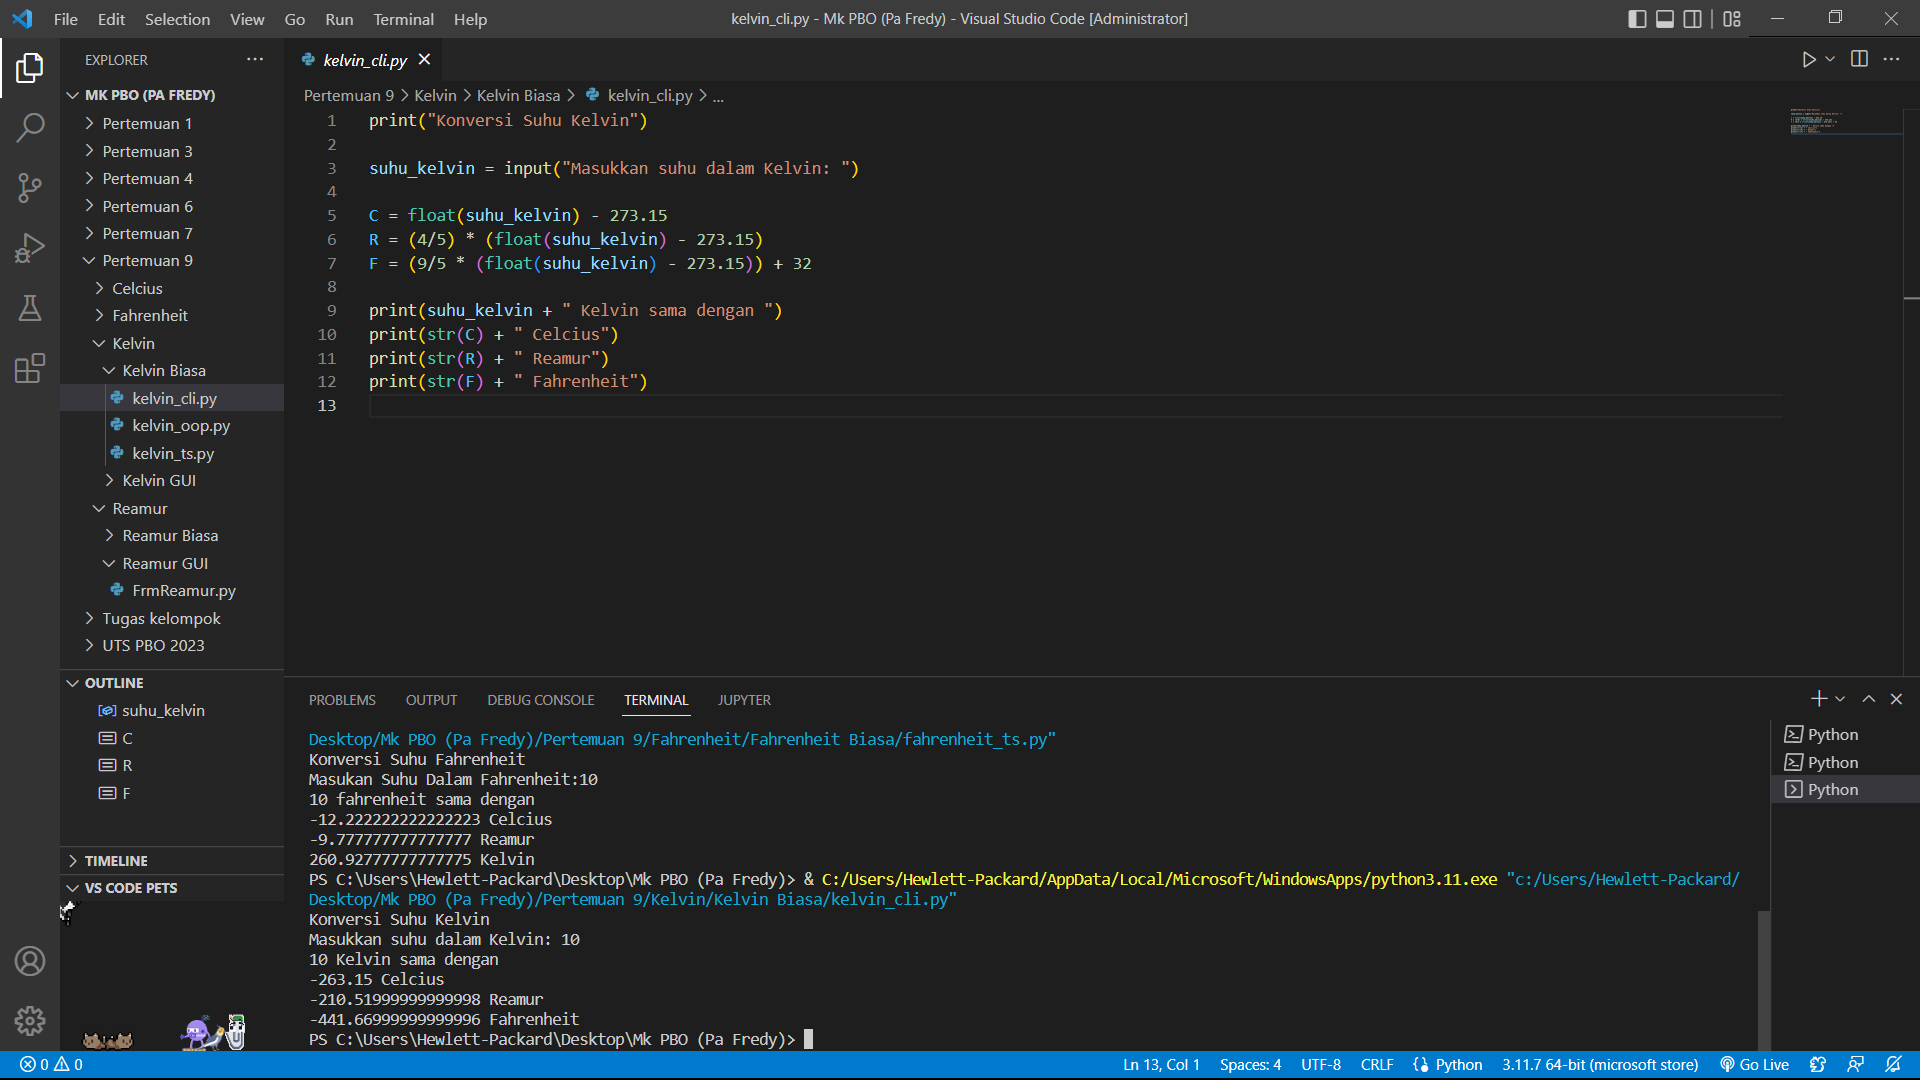 File Edit Selection View Go Run Terminal Help
kelvin_cli.py - Mk PBO (Pa Fredy) - Visual Studio Code [Administrator]
EXPLORER
MK PBO (PA FREDY)
Pertemuan 1
Pertemuan 3
Pertemuan 4
Pertemuan 6
Pertemuan 7
Pertemuan 9
Celcius
Fahrenheit
Kelvin
Kelvin Biasa
kelvin_cli.py
kelvin_oop.py
kelvin_ts.py
Kelvin GUI
Reamur
Reamur Biasa
Reamur GUI
FrmReamur.py
Tugas kelompok
UTS PBO 2023
OUTLINE
suhu_kelvin
C
R
F
TIMELINE
VS CODE PETS
kelvin_cli.py
Pertemuan 9 > Kelvin > Kelvin Biasa > kelvin_cli.py > ...
1 print("Konversi Suhu Kelvin")
2
3 suhu_kelvin = input("Masukkan suhu dalam Kelvin: ")
4
5 C = float(suhu_kelvin) - 273.15
6 R = (4/5) * (float(suhu_kelvin) - 273.15)
7 F = (9/5 * (float(suhu_kelvin) - 273.15)) + 32
8
9 print(suhu_kelvin + " Kelvin sama dengan ")
10 print(str(C) + " Celcius")
11 print(str(R) + " Reamur")
12 print(str(F) + " Fahrenheit")
13
PROBLEMS OUTPUT DEBUG CONSOLE TERMINAL JUPYTER
Desktop/Mk PBO (Pa Fredy)/Pertemuan 9/Fahrenheit/Fahrenheit Biasa/fahrenheit_ts.py"
Konversi Suhu Fahrenheit
Masukan Suhu Dalam Fahrenheit:10
10 fahrenheit sama dengan
-12.222222222222223 Celcius
-9.777777777777777 Reamur
260.92777777777775 Kelvin
PS C:\Users\Hewlett-Packard\Desktop\Mk PBO (Pa Fredy)> & C:/Users/Hewlett-Packard/AppData/Local/Microsoft/WindowsApps/python3.11.exe "c:/Users/Hewlett-Packard/
Desktop/Mk PBO (Pa Fredy)/Pertemuan 9/Kelvin/Kelvin Biasa/kelvin_cli.py"
Konversi Suhu Kelvin
Masukkan suhu dalam Kelvin: 10
10 Kelvin sama dengan
-263.15 Celcius
-210.51999999999998 Reamur
-441.66999999999996 Fahrenheit
PS C:\Users\Hewlett-Packard\Desktop\Mk PBO (Pa Fredy)>
Python
Python
Python
0 0
Ln 13, Col 1 Spaces: 4 UTF-8 CRLF Python 3.11.7 64-bit (microsoft store) Go Live